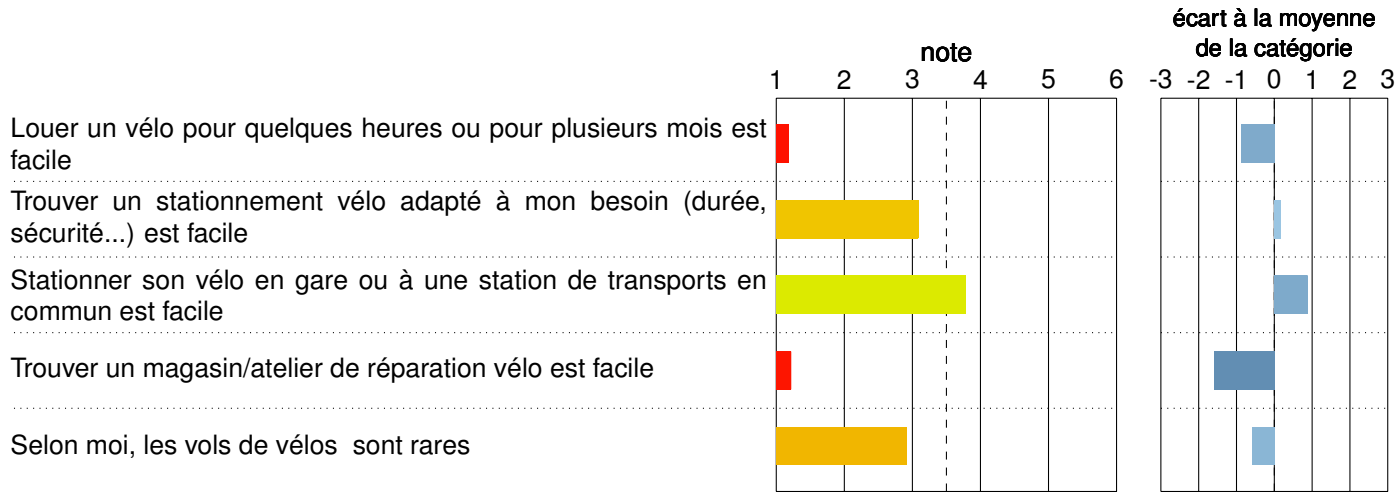 écart à la moyenne
note de la catégorie
1 2 3 4 5 6 -3 -2 -1 0 1 2 3
Louer un vélo pour quelques heures ou pour plusieurs mois est
facile
Trouver un stationnement vélo adapté à mon besoin (durée,
sécurité...) est facile
Stationner son vélo en gare ou à une station de transports en
commun est facile
Trouver un magasin/atelier de réparation vélo est facile
Selon moi, les vols de vélos sont rares